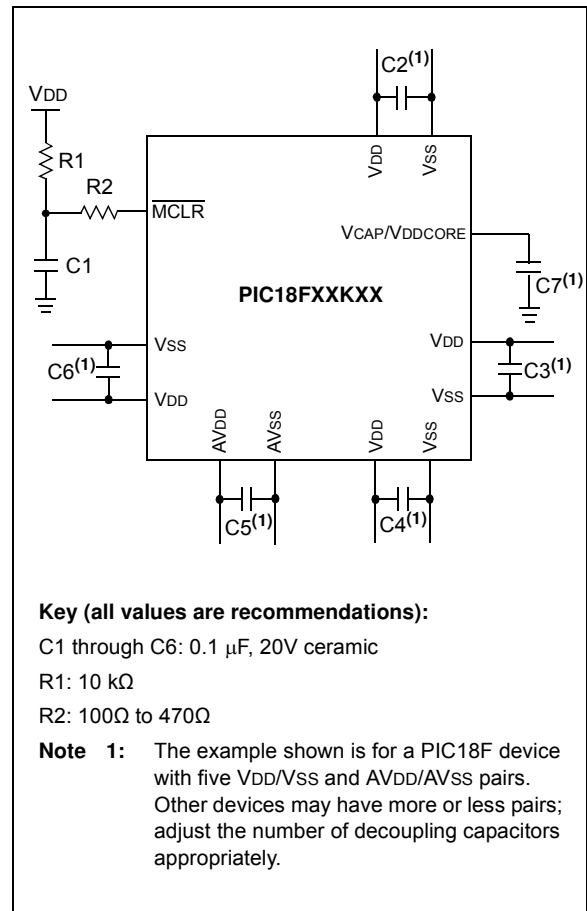 C2(1)
VDD
R1
R2
VDD
VSS
MCLR
VCAP/VDDCORE
C1
C7(1)
PIC18FXXKXX
VSS
VDD
C6(1)
C3(1)
VDD
VSS
AVDD
AVSS
VDD
VSS
C5(1)
C4(1)
Key (all values are recommendations):
C1 through C6: 0.1 μF, 20V ceramic
R1: 10 kΩ
R2: 100Ω to 470Ω
Note 1: The example shown is for a PIC18F device
with five VDD/VSS and AVDD/AVSS pairs.
Other devices may have more or less pairs;
adjust the number of decoupling capacitors
appropriately.